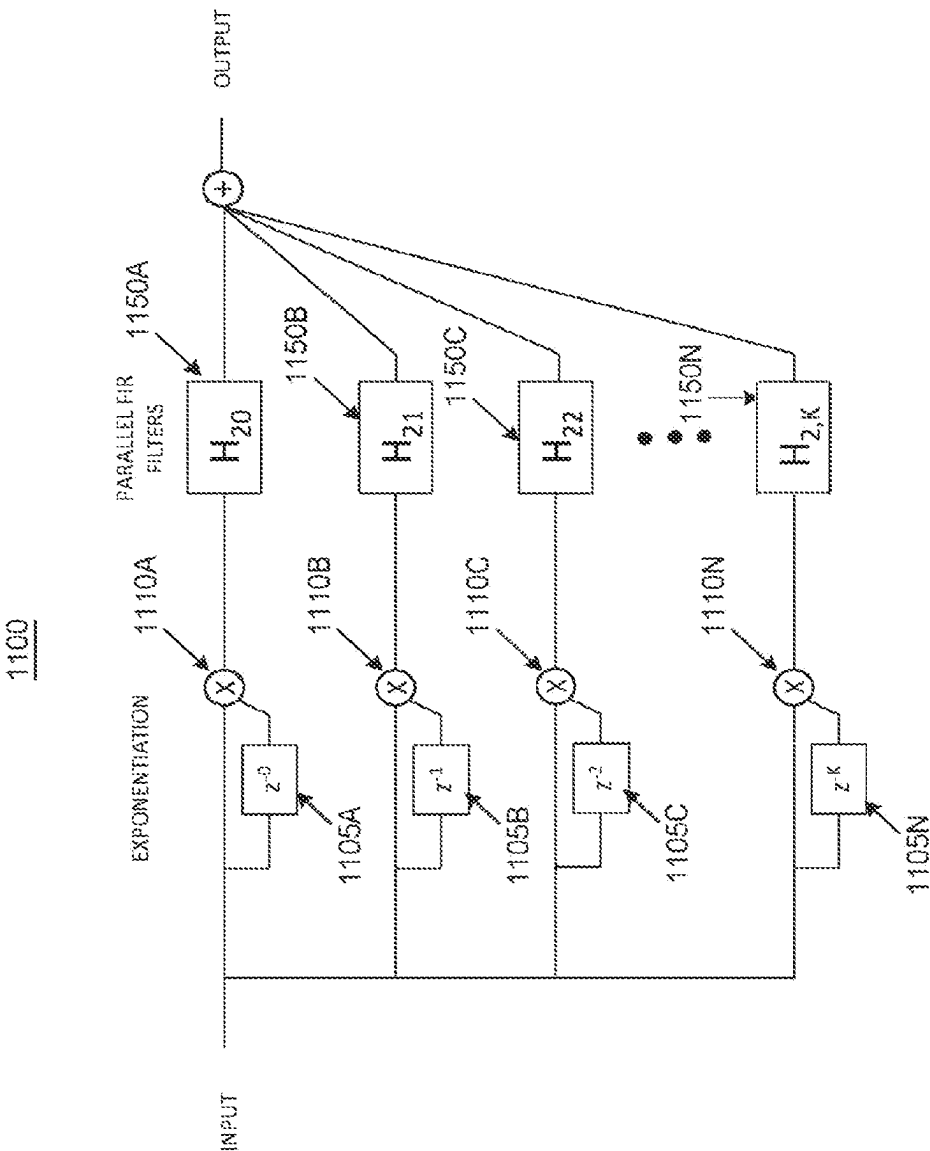 1100
EXPONENTIATION
PARALLEL FIR
FILTERS
INPUT
OUTPUT
1110A
1150A
X
H20
+
z-0
1105A
1110B
1150B
X
H21
z-1
1105B
1110C
1150C
X
H22
z-2
1105C
1110N
1150N
X
H2,K
z-K
1105N